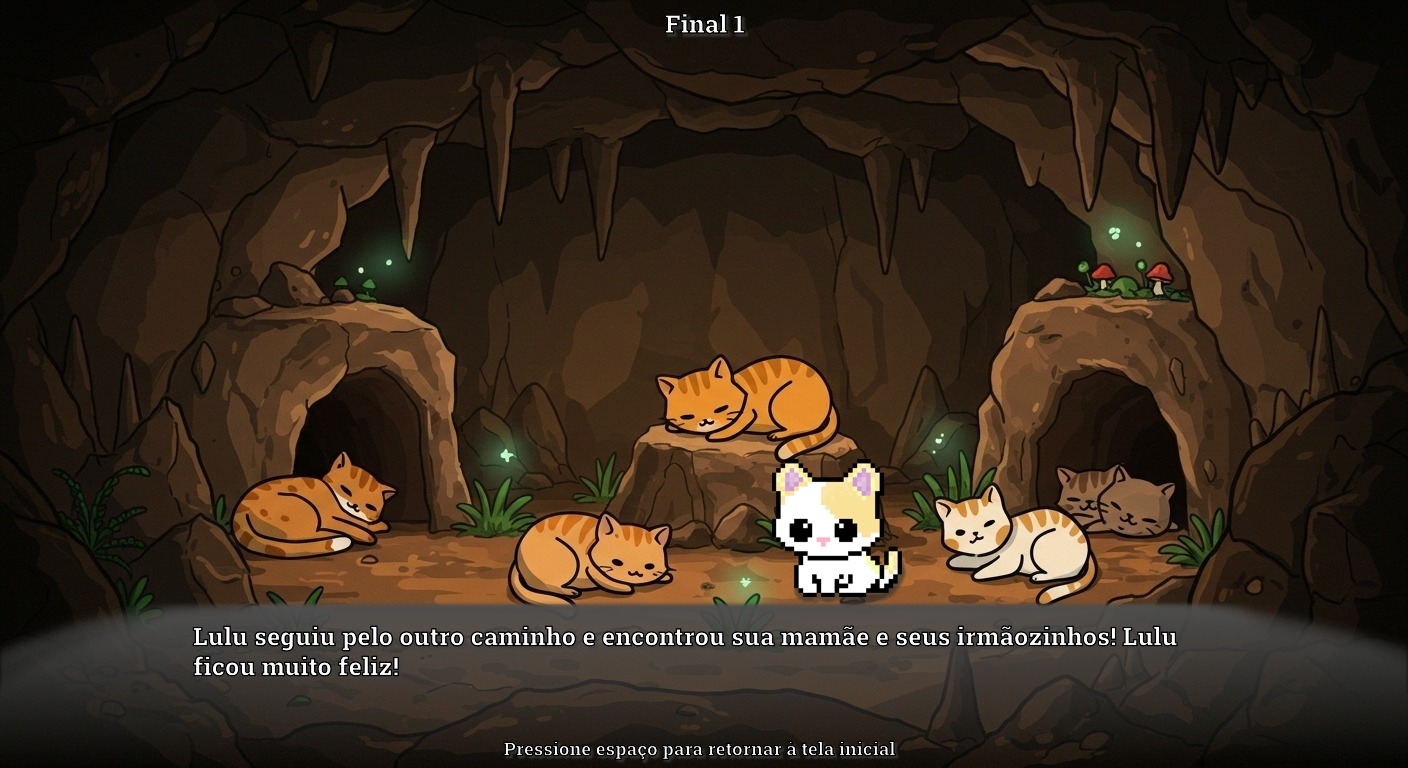 Final 1
Lulu seguiu pelo outro caminho e encontrou sua mamãe e seus irmãozinhos! Lulu
ficou muito feliz!
Pressione espaço para retornar à tela inicial